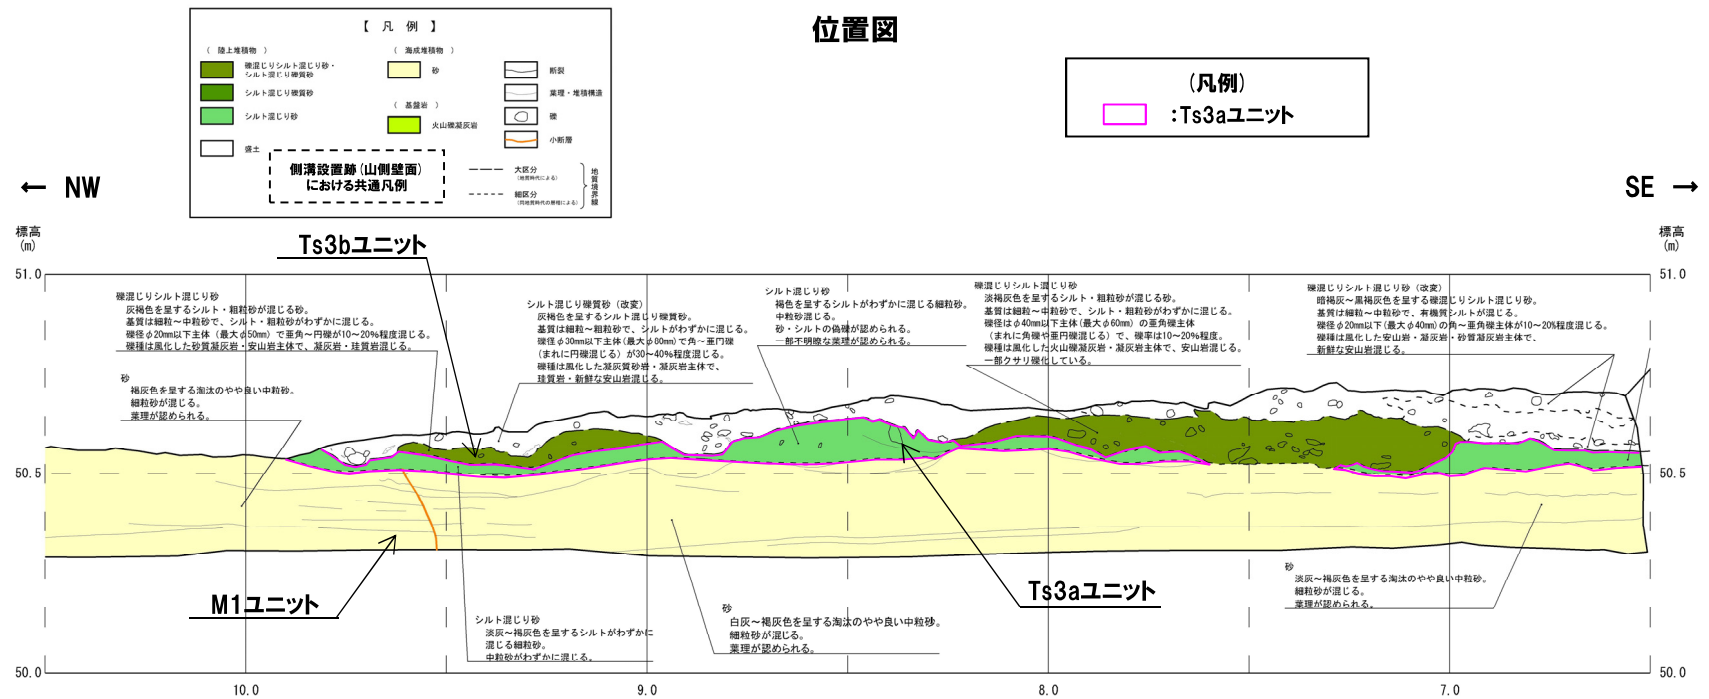 位置図
【 凡 例 】
( 陸上堆積物 )
礫混じりシルト混じり砂・
シルト混じり礫質砂
シルト混じり礫質砂
シルト混じり砂
盛土
( 海成堆積物 )
砂
( 基盤岩 )
火山礫凝灰岩
断裂
葉理・堆積構造
礫
小断層
側溝設置跡(山側壁面)
における共通凡例
大区分
(地質時代による)
細区分
(同地質時代の層相による)
地質境界線
(凡例)
:Ts3aユニット
← NW
SE →
標高
(m)
標高
(m)
Ts3bユニット
51.0
51.0
礫混じりシルト混じり砂
灰褐色を呈するシルト・粗粒砂が混じる砂。
基質は細粒~中粒砂で、シルト・粗粒砂がわずかに混じる。
礫径φ20mm以下主体(最大φ50mm)で亜角~円礫が10~20%程度混じる。
礫種は風化した砂質凝灰岩・安山岩主体で、凝灰岩・珪質岩混じる。
砂
褐灰色を呈する淘汰のやや良い中粒砂。
細粒砂が混じる。
葉理が認められる。
シルト混じり礫質砂(改変)
灰褐色を呈するシルト混じり礫質砂。
基質は細粒~粗粒砂で、シルトがわずかに混じる。
礫径φ30mm以下主体(最大φ80mm)で角~亜円礫
(まれに円礫混じる)が30~40%程度混じる。
礫種は風化した凝灰質砂岩・凝灰岩主体で、
珪質岩・新鮮な安山岩混じる。
シルト混じり砂
褐色を呈するシルトがわずかに混じる細粒砂。
中粒砂混じる。
砂・シルトの偽礫が認められる。
一部不明瞭な葉理が認められる。
礫混じりシルト混じり砂
淡褐灰色を呈するシルト・粗粒砂が混じる砂。
基質は細粒~中粒砂で、シルト・粗粒砂がわずかに混じる。
礫径はφ40mm以下主体(最大φ60mm)の亜角礫主体
(まれに角礫や亜円礫混じる)で、礫率は10~20%程度。
礫種は風化した火山礫凝灰岩・凝灰岩主体で、安山岩混じる。
一部クサリ礫化している。
礫混じりシルト混じり砂(改変)
暗褐灰~黒褐灰色を呈する礫混じりシルト混じり砂。
基質は細粒~中粒砂で、有機質シルトが混じる。
礫径φ20mm以下(最大φ40mm)の角~亜角礫主体が10~20%程度混じる。
礫種は風化した安山岩・凝灰岩・砂質凝灰岩主体で、
新鮮な安山岩混じる。
50.5
50.5
M1ユニット
Ts3aユニット
シルト混じり砂
淡灰~褐灰色を呈するシルトがわずかに
混じる細粒砂。
中粒砂がわずかに混じる。
砂
白灰~褐灰色を呈する淘汰のやや良い中粒砂。
細粒砂が混じる。
葉理が認められる。
砂
淡灰~褐灰色を呈する淘汰のやや良い中粒砂。
細粒砂が混じる。
葉理が認められる。
50.0
50.0
10.0
9.0
8.0
7.0